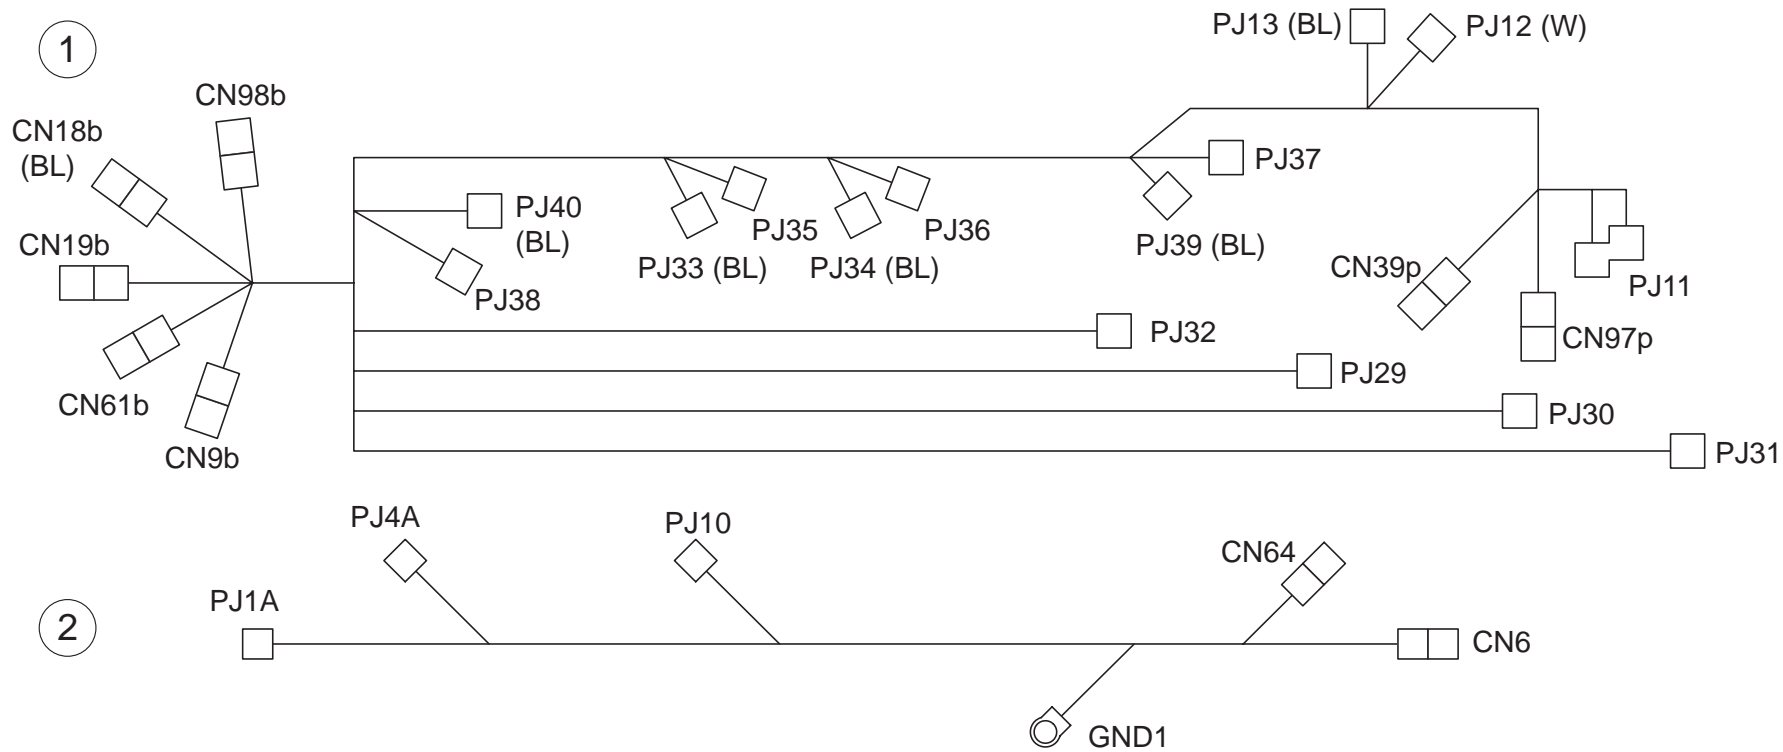 1
PJ13 (BL)
PJ12 (W)
CN98b
CN18b
(BL)
PJ37
CN19b
PJ40
(BL)
PJ35
PJ36
PJ39 (BL)
PJ33 (BL)
PJ34 (BL)
CN39p
PJ11
PJ38
PJ32
CN97p
PJ29
CN61b
PJ30
CN9b
PJ31
PJ4A
PJ10
CN64
PJ1A
2
CN6
GND1